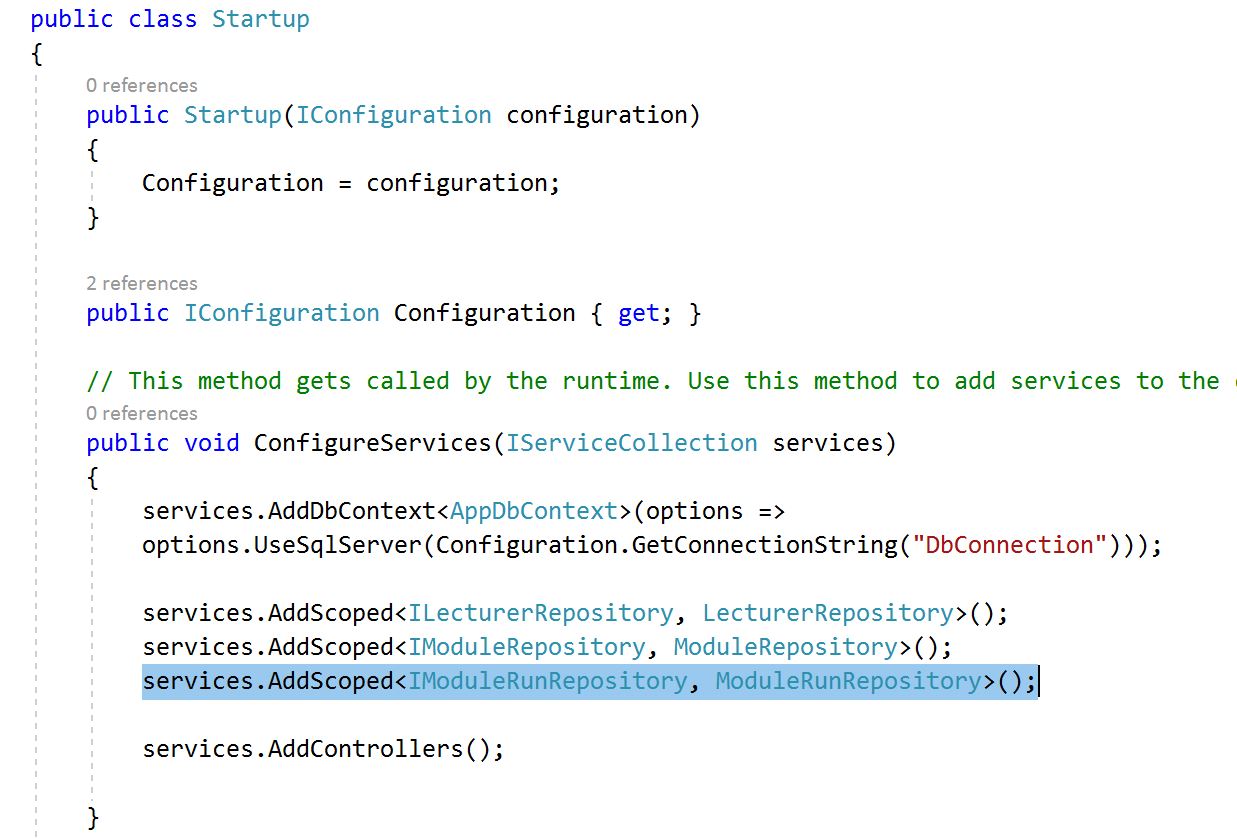 public class Startup
{
0 references
public Startup(IConfiguration configuration)
{
Configuration = configuration;
}
2 references
public IConfiguration Configuration { get; }
// This method gets called by the runtime. Use this method to add services to the
0 references
public void ConfigureServices(IServiceCollection services)
{
services.AddDbContext<AppDbContext>(options =>
options.UseSqlServer(Configuration.GetConnectionString("DbConnection")));
services.AddScoped<ILecturerRepository, LecturerRepository>();
services.AddScoped<IModuleRepository, ModuleRepository>();
services.AddScoped<IModuleRunRepository, ModuleRunRepository>();
services.AddControllers();
}